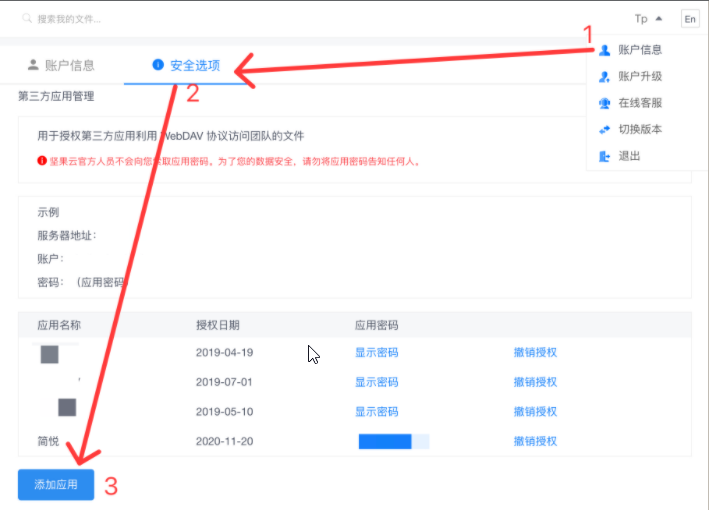 搜索我的文件...
Tp
En
1
账户信息
账户升级
在线客服
切换版本
退出
账户信息
安全选项
2
第三方应用管理
用于授权第三方应用利用 WebDAV 协议访问团队的文件
坚果云官方人员不会向您索取应用密码。为了您的数据安全，请勿将应用密码告知任何人。
示例
服务器地址：
账户：
密码：（应用密码）
应用名称 授权日期 应用密码
2019-04-19 显示密码 撤销授权
2019-07-01 显示密码 撤销授权
2019-05-10 显示密码 撤销授权
简悦 2020-11-20 撤销授权
添加应用
3